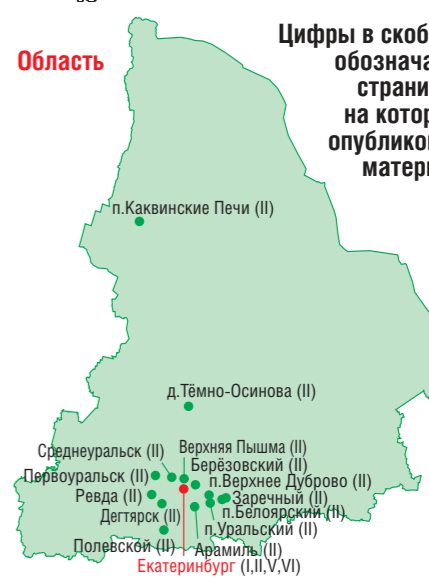 Область
Цифры в скоб
обознача
страни
на котор
опубликов
матери
п.Каквинские Печи (II)
д.Тёмно-Осинова (II)
Среднеуральск (II)
Верхняя Пышма (II)
Берёзовский (II)
Первоуральск (II)
п.Верхнее Дуброво (II)
Ревда (II)
Заречный (II)
Дегтярск (II)
п.Белоярский (II)
п.Уральский (II)
Полевской (II)
Арамиль (II)
Екатеринбург (I,II,V,VI)